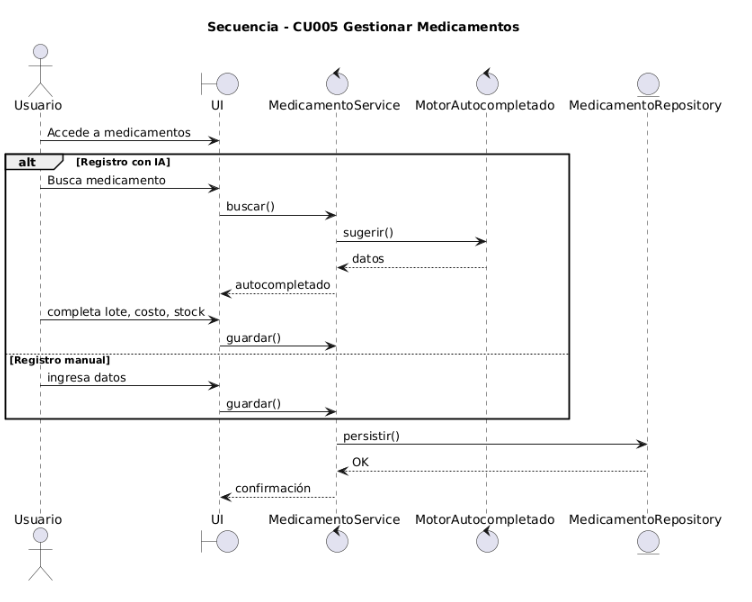 Secuencia - CU005 Gestionar Medicamentos
Usuario
UI
MedicamentoService
MotorAutocompletado
MedicamentoRepository
Accede a medicamentos
alt
[Registro con IA]
Busca medicamento
buscar()
sugerir()
datos
autocompletado
completa lote, costo, stock
guardar()
[Registro manual]
ingresa datos
guardar()
persistir()
OK
confirmación
Usuario
UI
MedicamentoService
MotorAutocompletado
MedicamentoRepository